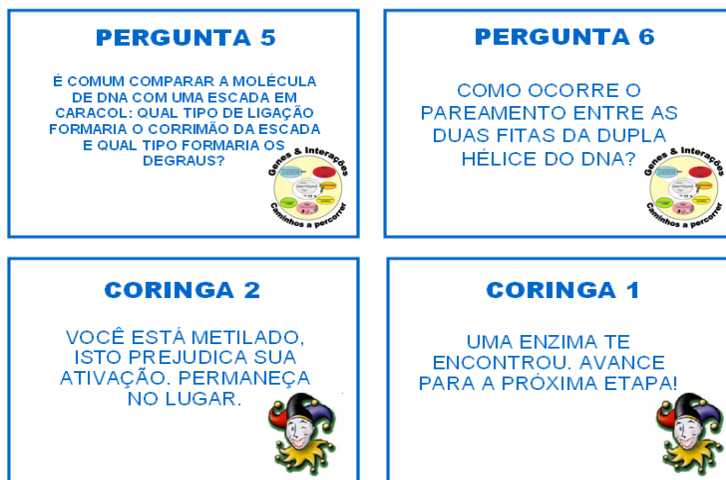 PERGUNTA 5
É COMUM COMPARAR A MOLÉCULA
DE DNA COM UMA ESCADA EM
CARACOL: QUAL TIPO DE LIGAÇÃO
FORMARIA O CORRIMÃO DA ESCADA
E QUAL TIPO FORMARIA OS
DEGRAUS?
Genes & Interações
Caminhos a percorrer
PERGUNTA 6
COMO OCORRE O
PAREAMENTO ENTRE AS
DUAS FITAS DA DUPLA
HÉLICE DO DNA?
Genes & Interações
Caminhos a percorrer
CORINGA 2
VOCÊ ESTÁ METILADO,
ISTO PREJUDICA SUA
ATIVAÇÃO. PERMANEÇA
NO LUGAR.
CORINGA 1
UMA ENZIMA TE
ENCONTROU. AVANCE
PARA A PRÓXIMA ETAPA!